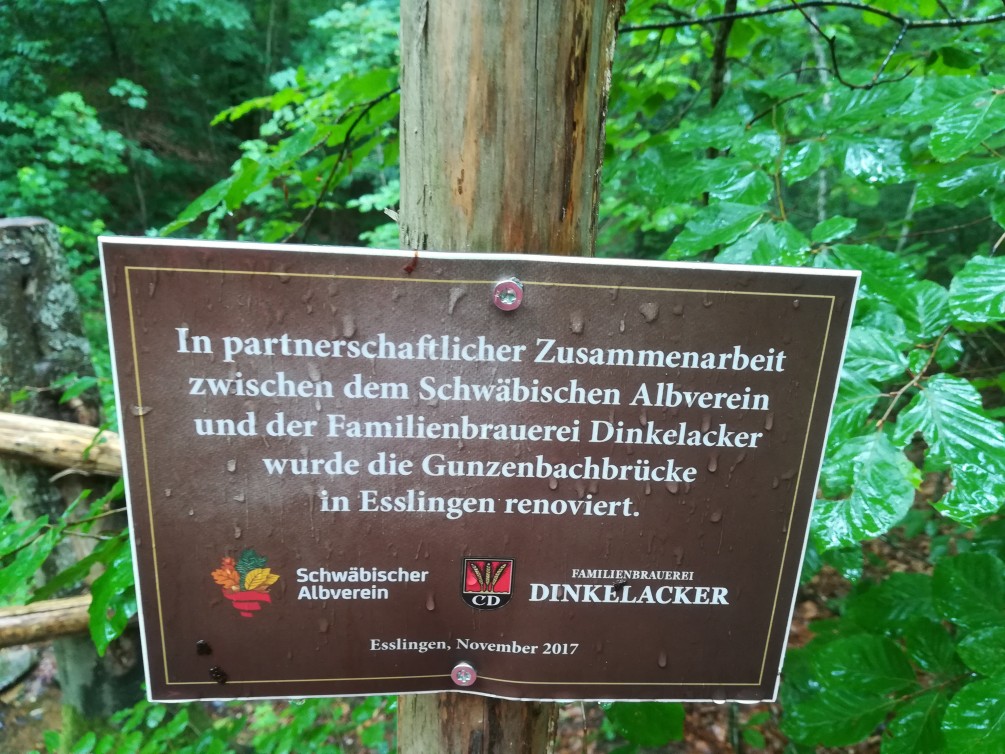 In partnerschaftlicher Zusammenarbeit
zwischen dem Schwäbischen Albverein
und der Familienbrauerei Dinkelacker
wurde die Gunzenbachbrücke
in Esslingen renoviert.
Schwäbischer
Albverein
CD
FAMILIENBRAUEREI
DINKELACKER
Esslingen, November 2017